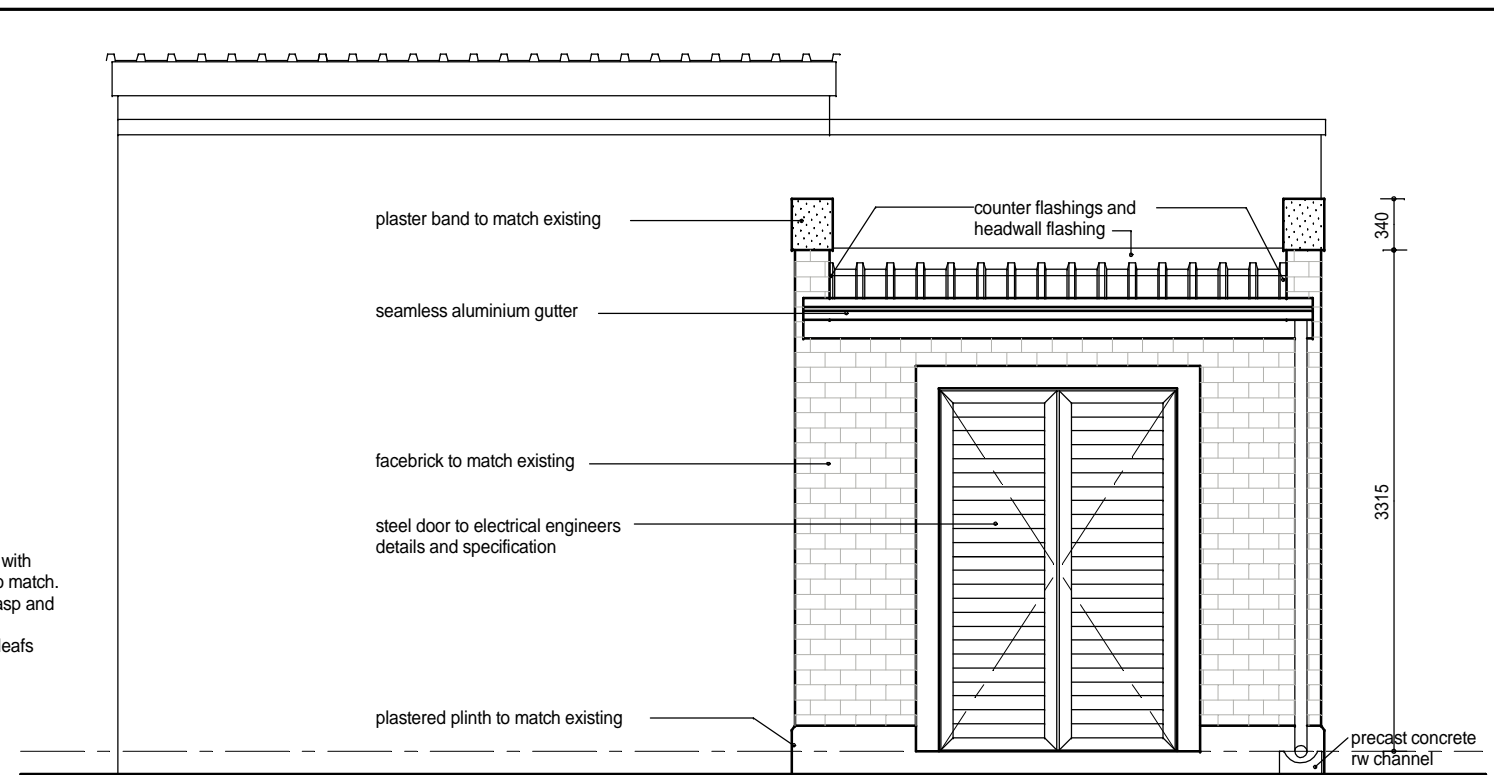 plaster band to match existing
counter flashings and
headwall flashing
340
seamless aluminium gutter
facebrick to match existing
3315
steel door to electrical engineers
details and specification
with
match.
and
leafs
plastered plinth to match existing
precast concrete
rw channel